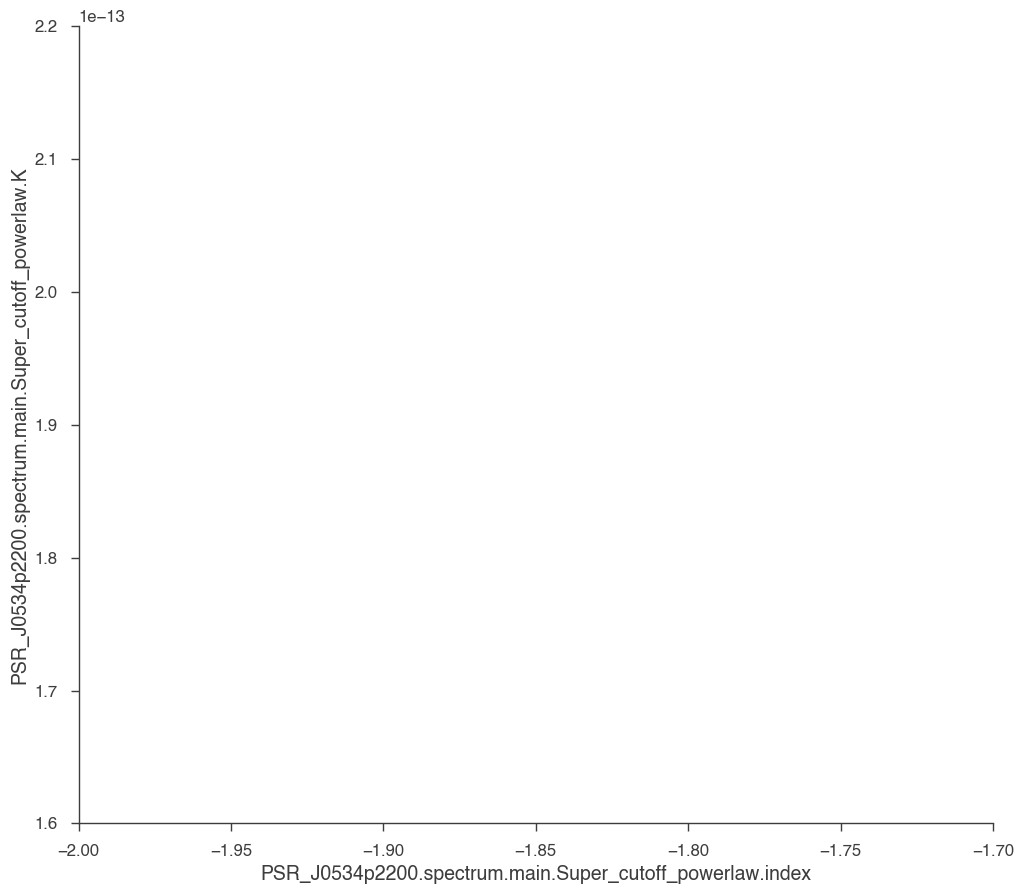 1e−13
2.2
2.1
2.0
1.9
1.8
1.7
1.6
PSR_J0534p2200.spectrum.main.Super_cutoff_powerlaw.K
−2.00 −1.95 −1.90 −1.85 −1.80 −1.75 −1.70
PSR_J0534p2200.spectrum.main.Super_cutoff_powerlaw.index